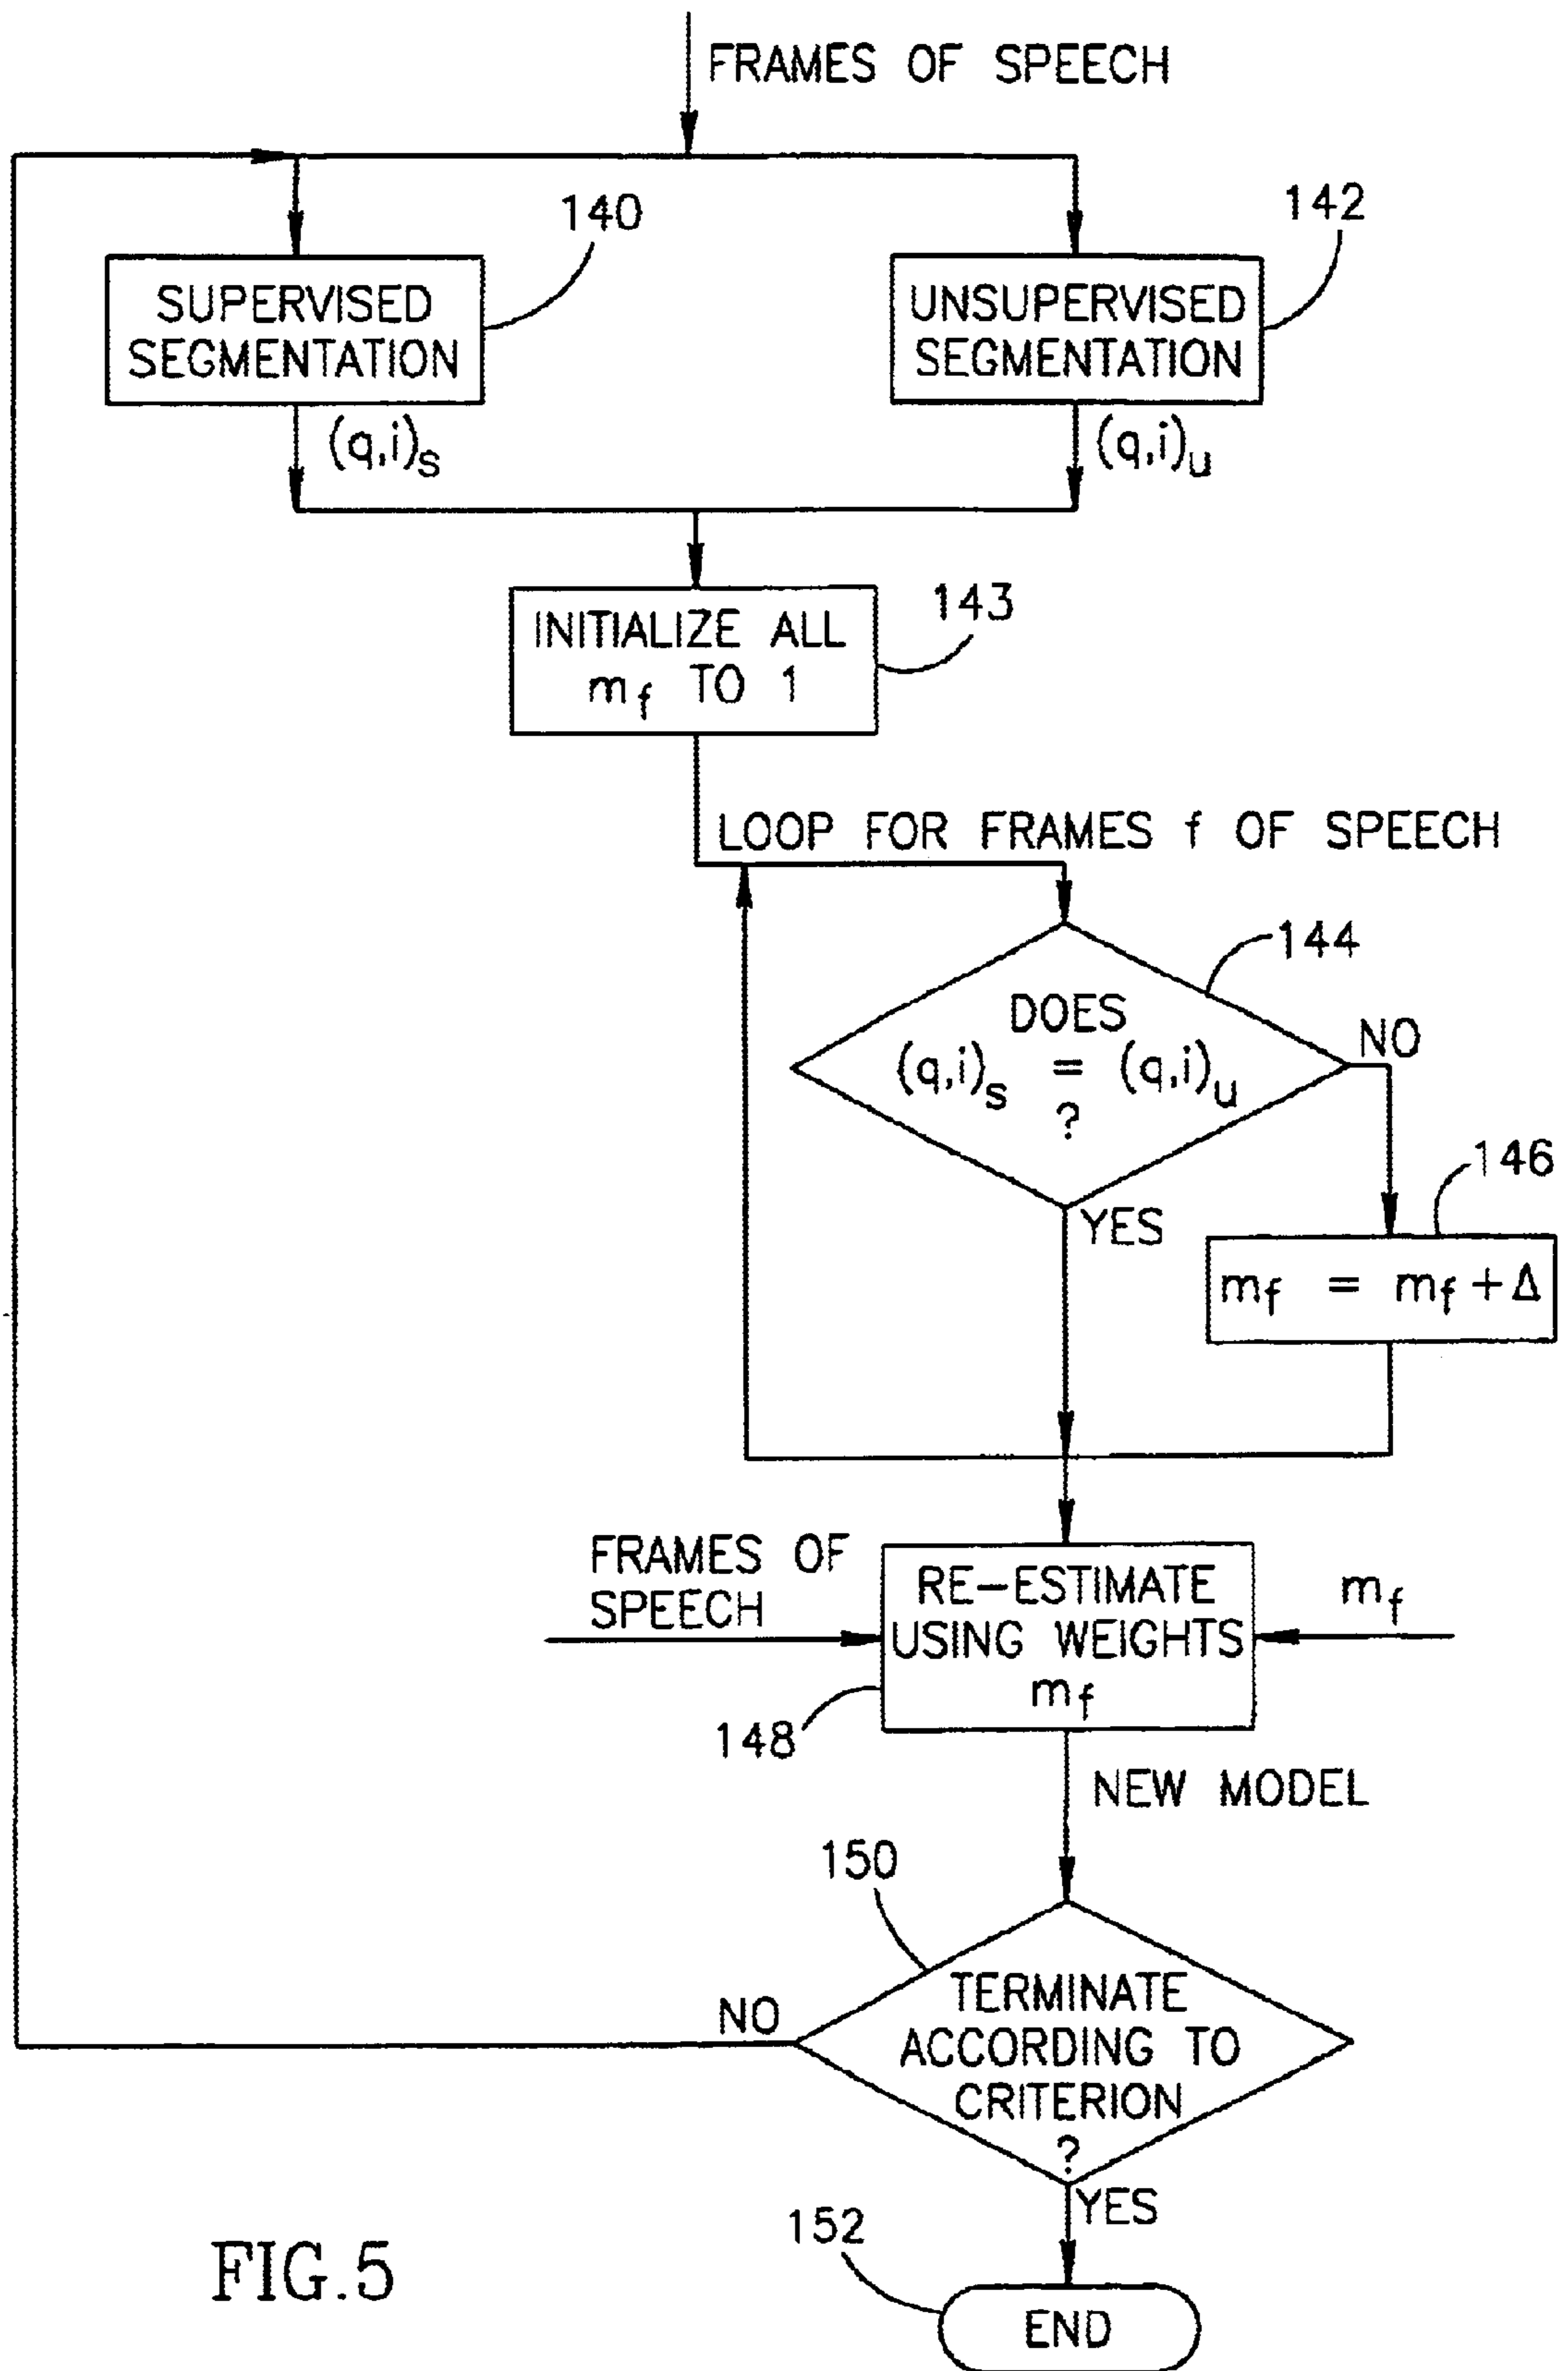 FRAMES OF SPEECH
140
142
SUPERVISED
SEGMENTATION
UNSUPERVISED
SEGMENTATION
(q,i)s
(q,i)u
143
INITIALIZE ALL
mf TO 1
LOOP FOR FRAMES f OF SPEECH
144
DOES
(q,i)s = (q,i)u
?
NO
146
YES
mf = mf + Δ
FRAMES OF
SPEECH
RE-ESTIMATE
USING WEIGHTS
mf
mf
148
NEW MODEL
150
TERMINATE
ACCORDING TO
CRITERION
?
NO
YES
152
END
FIG.5